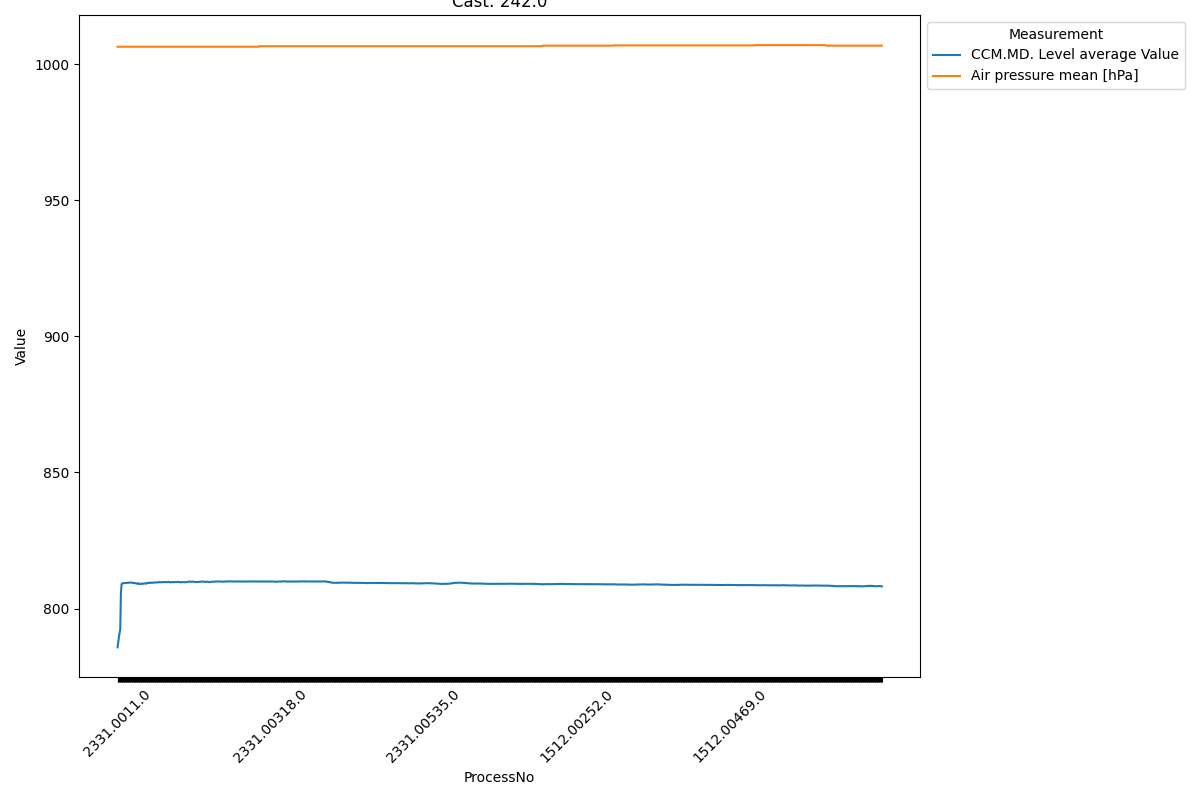 Cast: 242.0
Measurement
CCM.MD. Level average Value
Air pressure mean [hPa]
1000
950
900
850
800
Value
2331.0011.0
2331.00318.0
2331.00535.0
1512.00252.0
1512.00469.0
ProcessNo